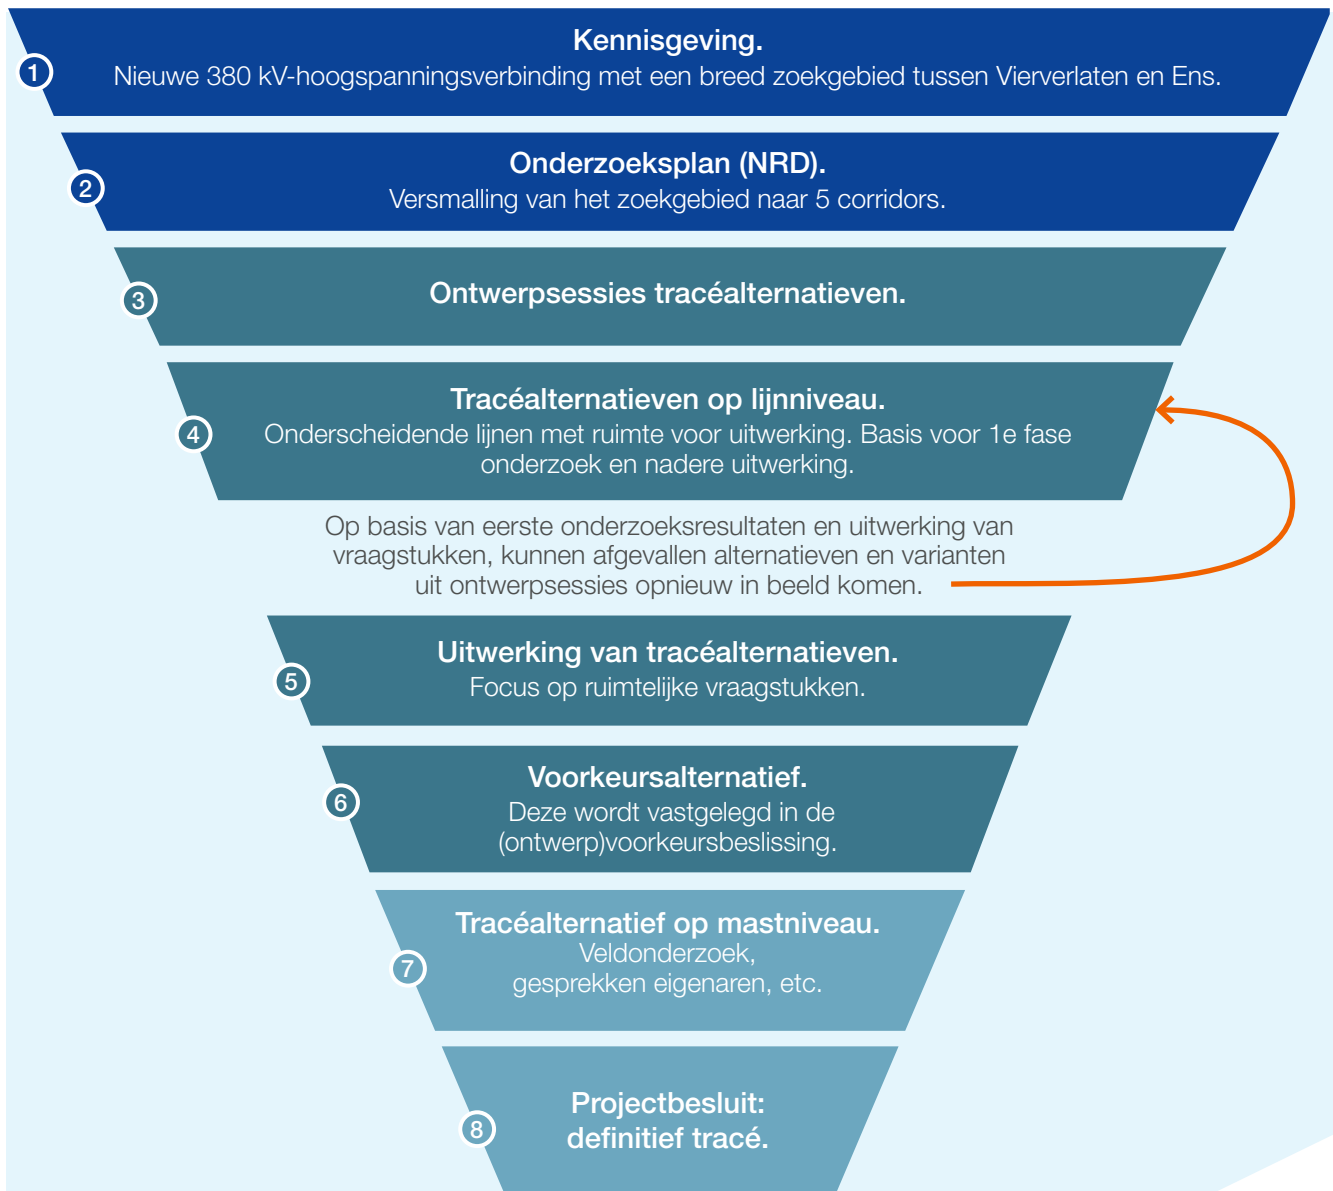 Kennisgeving.
1
Nieuwe 380 kV-hoogspanningsverbinding met een breed zoekgebied tussen Vierverlaten en Ens.
Onderzoeksplan (NRD).
2
Versmalling van het zoekgebied naar 5 corridors.
3
Ontwerpsessies tracéalternatieven.
Tracéalternatieven op lijnniveau.
4
Onderscheidende lijnen met ruimte voor uitwerking. Basis voor 1e fase
onderzoek en nadere uitwerking.
Op basis van eerste onderzoeksresultaten en uitwerking van
vraagstukken, kunnen afgevallen alternatieven en varianten
uit ontwerpsessies opnieuw in beeld komen.
Uitwerking van tracéalternatieven.
5
Focus op ruimtelijke vraagstukken.
Voorkeursalternatief.
6
Deze wordt vastgelegd in de
(ontwerp)voorkeursbeslissing.
Tracéalternatief op mastniveau.
Veldonderzoek,
7
gesprekken eigenaren, etc.
Projectbesluit:
8
definitief tracé.